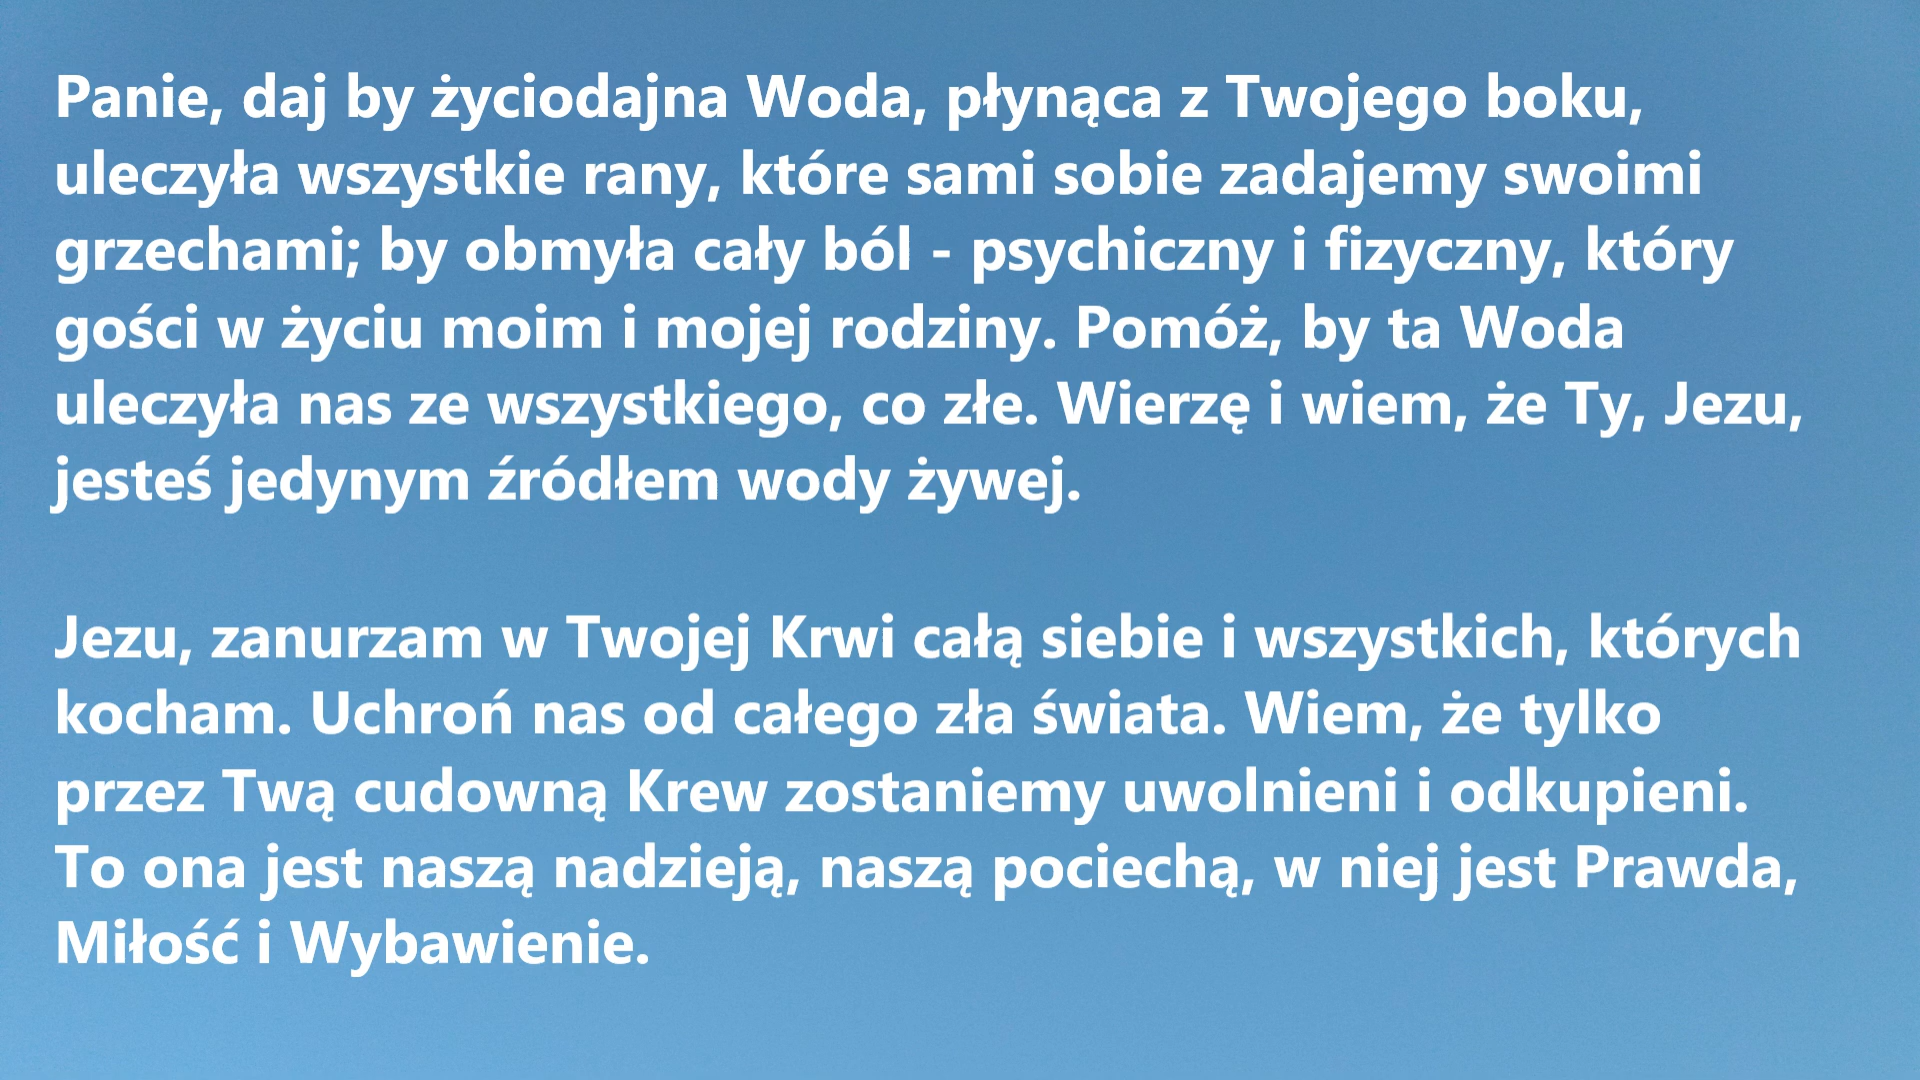 Panie, daj by życiodajna Woda, płynąca z Twojego boku,
uleczyła wszystkie rany, które sami sobie zadajemy swoimi
grzechami; by obmyła cały ból - psychiczny i fizyczny, który
gości w życiu moim i mojej rodziny. Pomóż, by ta Woda
uleczyła nas ze wszystkiego, co złe. Wierzę i wiem, że Ty, Jezu,
jesteś jedynym źródłem wody żywej.
Jezu, zanurzam w Twojej Krwi całą siebie i wszystkich, których
kocham. Uchroń nas od całego zła świata. Wiem, że tylko
przez Twą cudowną Krew zostaniemy uwolnieni i odkupieni.
To ona jest naszą nadzieją, naszą pociechą, w niej jest Prawda,
Miłość i Wybawienie.